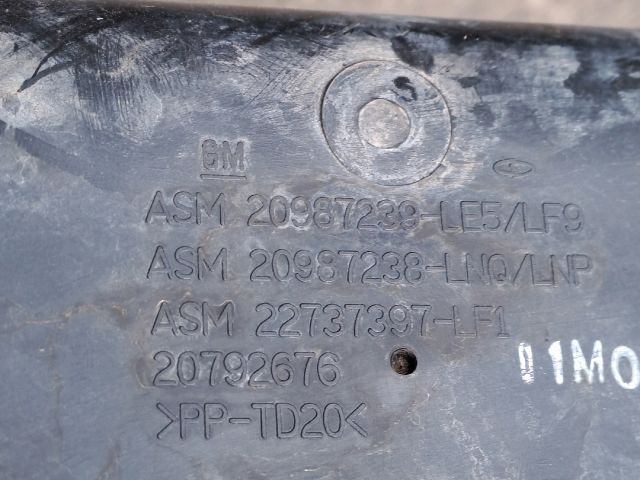 GM
ASM 20987239-LE5/LF9
ASM 20987238-LNQ/LNP
ASM 22737397-LF1
20792676
11MO
>PP-TD20<